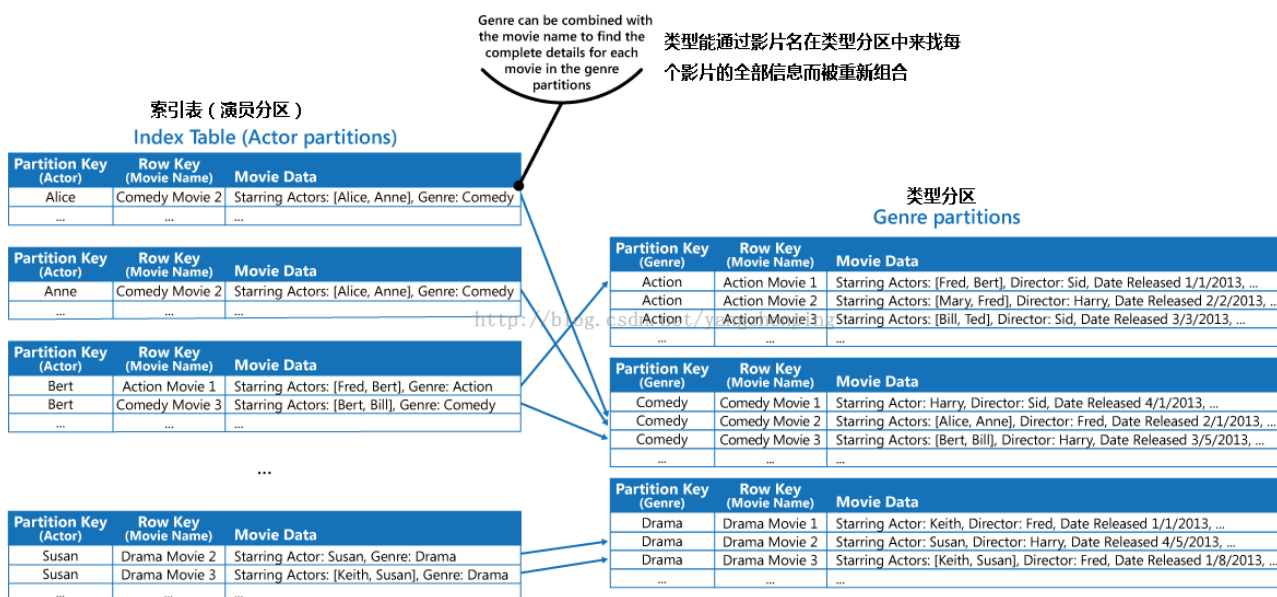 Genre can be combined with
the movie name to find the
complete details for each
movie in the genre
partitions
类型能通过影片名在类型分区中来找每
个影片的全部信息而被重新组合
索引表（演员分区）
Index Table (Actor partitions)
Partition Key Row Key
(Actor) (Movie Name) Movie Data
Alice Comedy Movie 2 Starring Actors: [Alice, Anne], Genre: Comedy
... ... ...
Partition Key Row Key
(Actor) (Movie Name) Movie Data
Anne Comedy Movie 2 Starring Actors: [Alice, Anne], Genre: Comedy
... ... ...
Partition Key Row Key
(Actor) (Movie Name) Movie Data
Bert Action Movie 1 Starring Actors: [Fred, Bert], Genre: Action
Bert Comedy Movie 3 Starring Actors: [Bert, Bill], Genre: Comedy
... ... ...
...
Partition Key Row Key
(Actor) (Movie Name) Movie Data
Susan Drama Movie 2 Starring Actor: Susan, Genre: Drama
Susan Drama Movie 3 Starring Actors: [Keith, Susan], Genre: Drama
... ... ...
类型分区
Genre partitions
Partition Key Row Key
(Genre) (Movie Name) Movie Data
Action Action Movie 1 Starring Actors: [Fred, Bert], Director: Sid, Date Released 1/1/2013, ...
Action Action Movie 2 Starring Actors: [Mary, Fred], Director: Harry, Date Released 2/2/2013, ...
Action Action Movie 3 Starring Actors: [Bill, Ted], Director: Sid, Date Released 3/3/2013, ...
... ... ...
Partition Key Row Key
(Genre) (Movie Name) Movie Data
Comedy Comedy Movie 1 Starring Actor: Harry, Director: Sid, Date Released 4/1/2013, ...
Comedy Comedy Movie 2 Starring Actors: [Alice, Anne], Director: Fred, Date Released 2/1/2013, ...
Comedy Comedy Movie 3 Starring Actors: [Bert, Bill], Director: Harry, Date Released 3/5/2013, ...
... ... ...
Partition Key Row Key
(Genre) (Movie Name) Movie Data
Drama Drama Movie 1 Starring Actor: Keith, Director: Fred, Date Released 1/1/2013, ...
Drama Drama Movie 2 Starring Actor: Susan, Director: Harry, Date Released 4/5/2013, ...
Drama Drama Movie 3 Starring Actors: [Keith, Susan], Director: Fred, Date Released 1/8/2013, ...
... ... ...